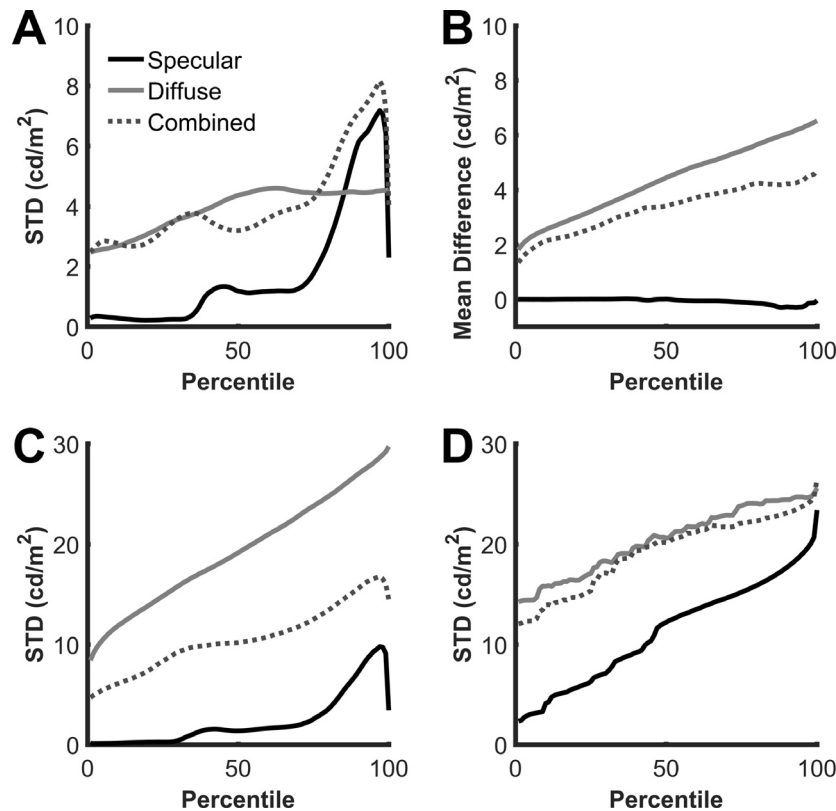 A
10
8
6
4
2
0
STD (cd/m²)
Specular
Diffuse
Combined
0 50 100
Percentile
B
10
8
6
4
2
0
Mean Difference (cd/m²)
0 50 100
Percentile
C
30
20
10
0
STD (cd/m²)
0 50 100
Percentile
D
30
20
10
0
STD (cd/m²)
0 50 100
Percentile